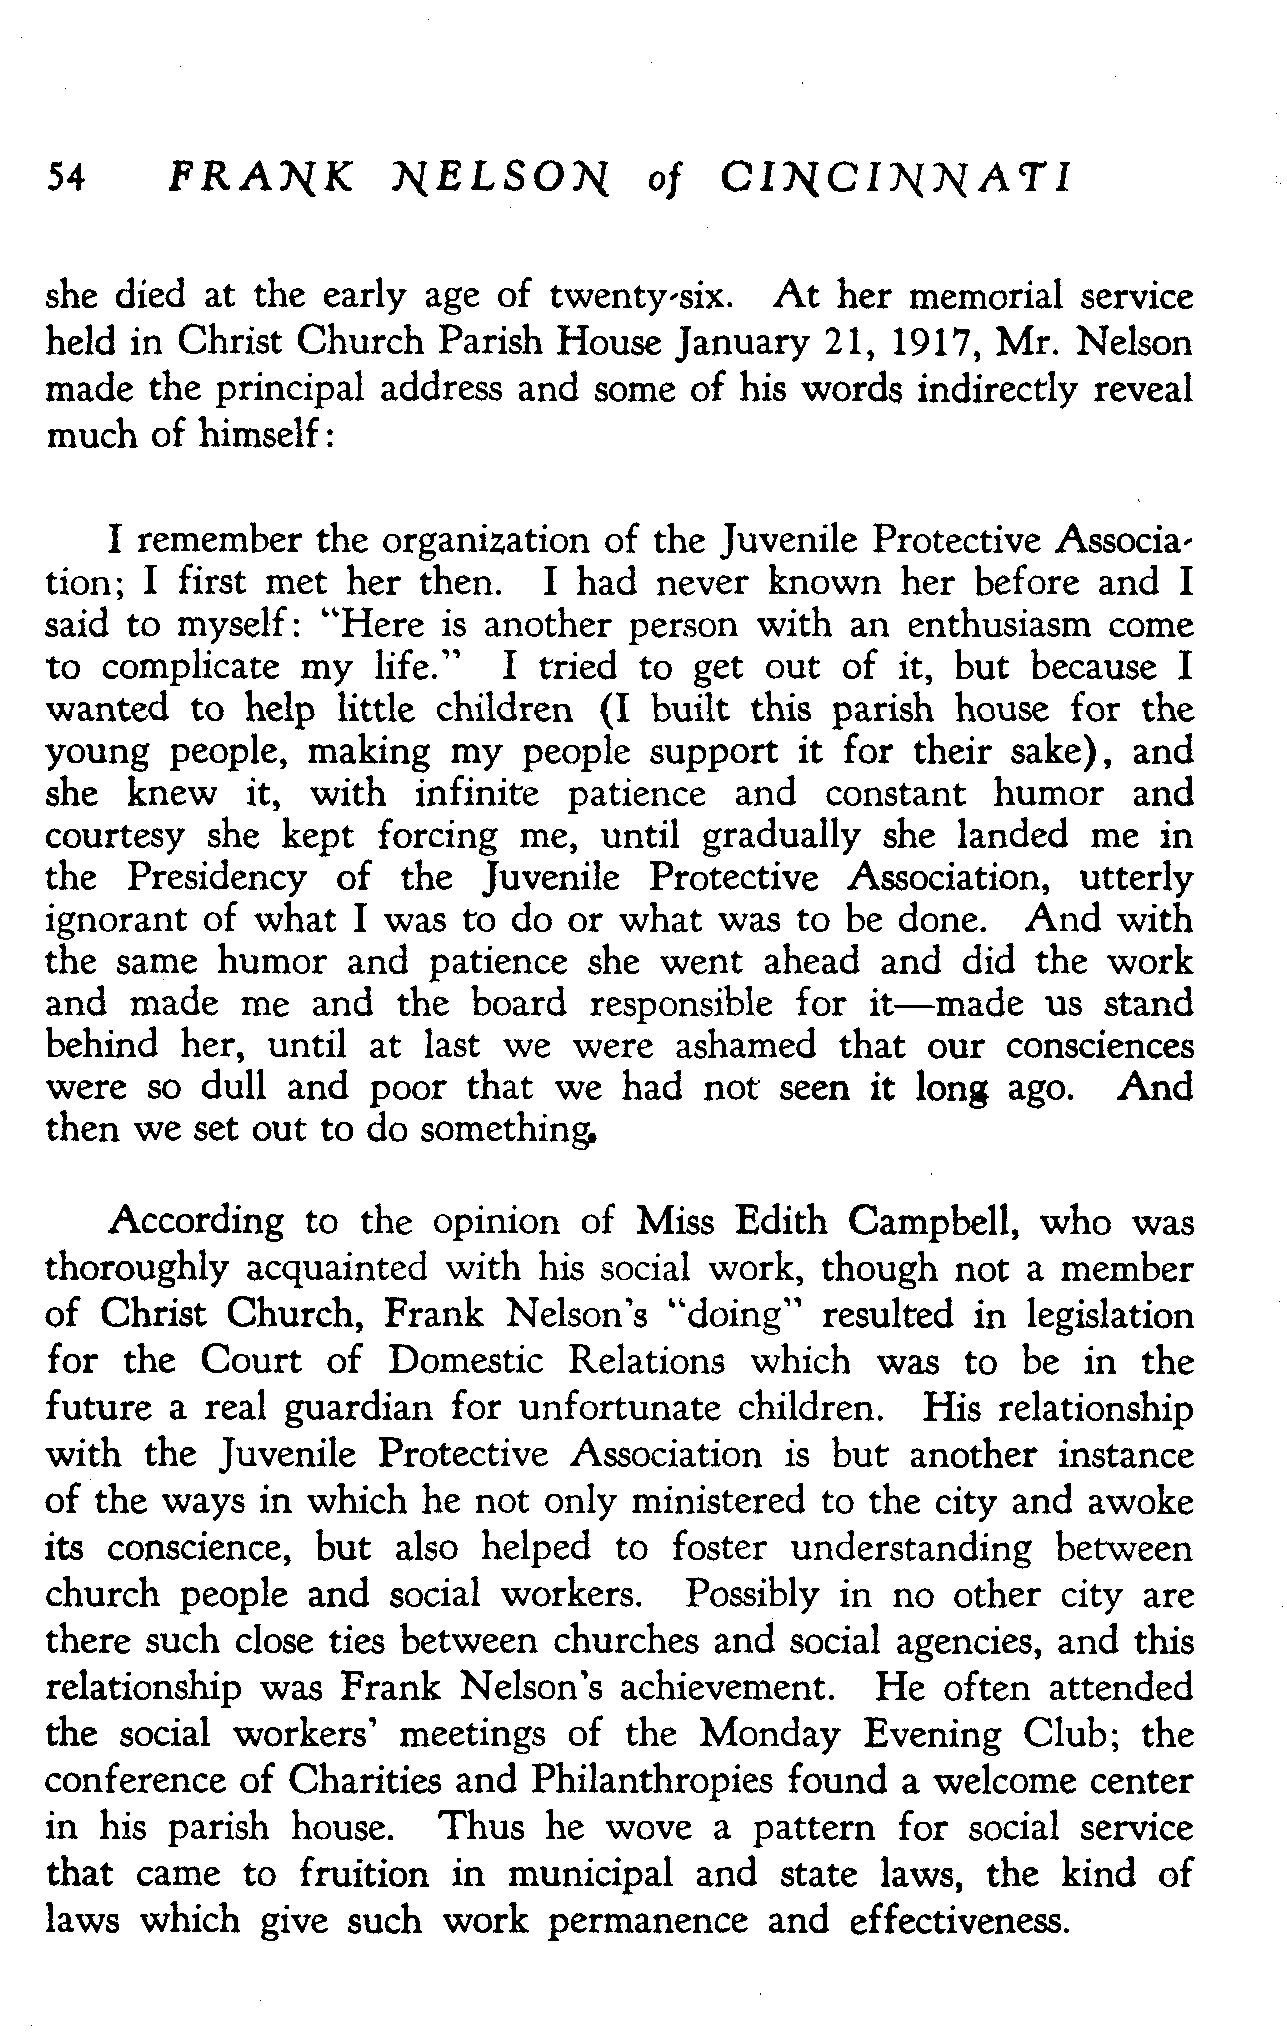 54 FRANK NELSON of CINCINNATI
she died at the early age of twenty-six. At her memorial service
held in Christ Church Parish House January 21, 1917, Mr. Nelson
made the principal address and some of his words indirectly reveal
much of himself:
I remember the organization of the Juvenile Protective Associa-
tion; I first met her then. I had never known her before and I
said to myself: "Here is another person with an enthusiasm come
to complicate my life." I tried to get out of it, but because I
wanted to help little children (I built this parish house for the
young people, making my people support it for their sake), and
she knew it, with infinite patience and constant humor and
courtesy she kept forcing me, until gradually she landed me in
the Presidency of the Juvenile Protective Association, utterly
ignorant of what I was to do or what was to be done. And with
the same humor and patience she went ahead and did the work
and made me and the board responsible for it—made us stand
behind her, until at last we were ashamed that our consciences
were so dull and poor that we had not seen it long ago. And
then we set out to do something.
According to the opinion of Miss Edith Campbell, who was
thoroughly acquainted with his social work, though not a member
of Christ Church, Frank Nelson's "doing" resulted in legislation
for the Court of Domestic Relations which was to be in the
future a real guardian for unfortunate children. His relationship
with the Juvenile Protective Association is but another instance
of the ways in which he not only ministered to the city and awoke
its conscience, but also helped to foster understanding between
church people and social workers. Possibly in no other city are
there such close ties between churches and social agencies, and this
relationship was Frank Nelson's achievement. He often attended
the social workers' meetings of the Monday Evening Club; the
conference of Charities and Philanthropies found a welcome center
in his parish house. Thus he wove a pattern for social service
that came to fruition in municipal and state laws, the kind of
laws which give such work permanence and effectiveness.